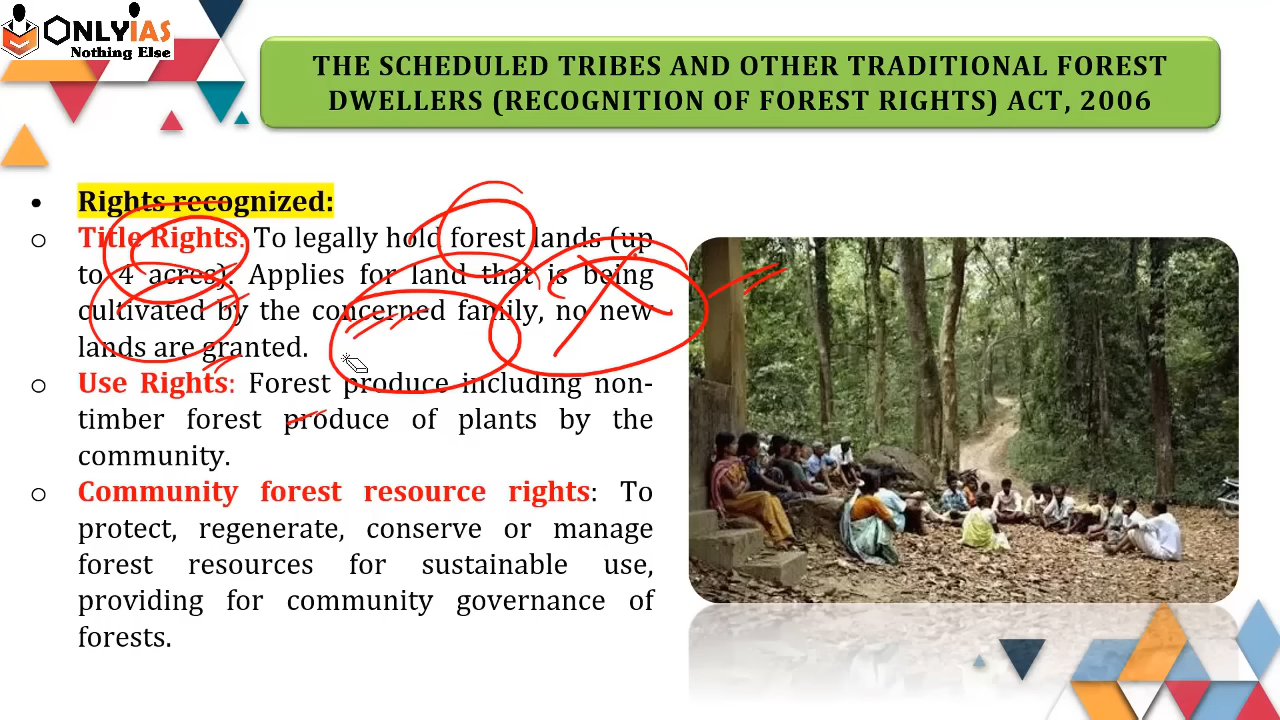 ONLYIAS
Nothing Else
THE SCHEDULED TRIBES AND OTHER TRADITIONAL FOREST
DWELLERS (RECOGNITION OF FOREST RIGHTS) ACT, 2006
• Rights recognized:
o Title Rights: To legally hold forest lands (up
to 4 acres). Applies for land that is being
cultivated by the concerned family, no new
lands are granted.
o Use Rights: Forest produce including non-
timber forest produce of plants by the
community.
o Community forest resource rights: To
protect, regenerate, conserve or manage
forest resources for sustainable use,
providing for community governance of
forests.